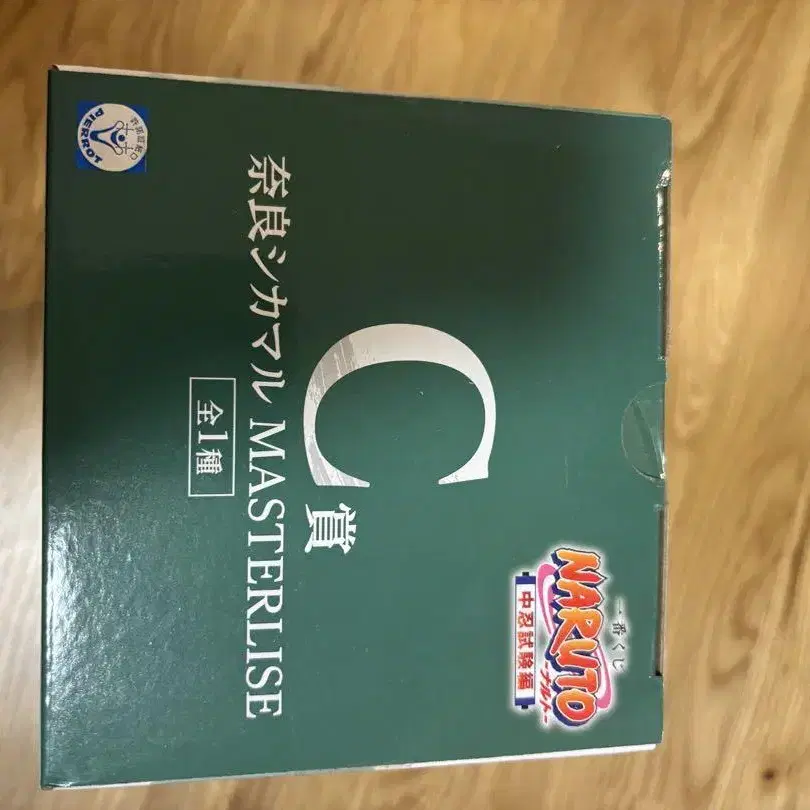 一番くじ
NARUTO
-ナルト-
中忍試験編
C賞
奈良シカマル MASTERLISE
全1種
PIERROT